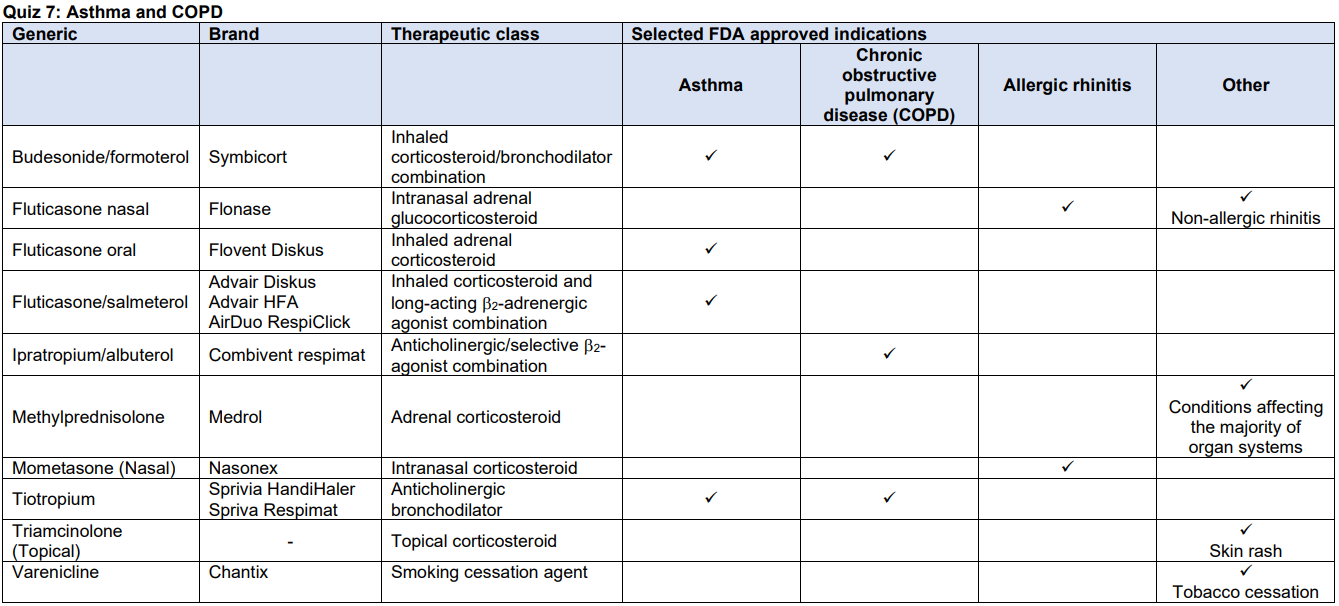 Quiz 7: Asthma and COPD
Generic Brand Therapeutic class Selected FDA approved indications
Asthma
Chronic
obstructive
pulmonary
disease (COPD)
Allergic rhinitis
Other
Budesonide/formoterol
Symbicort
Inhaled
corticosteroid/bronchodilator
combination
✓ ✓
Fluticasone nasal
Flonase
Intranasal adrenal
glucocorticosteroid
✓ ✓
Non-allergic rhinitis
Fluticasone oral
Flovent Diskus
Inhaled adrenal
corticosteroid
✓
Fluticasone/salmeterol
Advair Diskus
Advair HFA
AirDuo RespiClick
Inhaled corticosteroid and
long-acting β2-adrenergic
agonist combination
✓
Ipratropium/albuterol
Combivent respimat
Anticholinergic/selective β2-
agonist combination
✓
Methylprednisolone
Medrol
Adrenal corticosteroid
✓
Conditions affecting
the majority of
organ systems
Mometasone (Nasal)
Nasonex
Intranasal corticosteroid
✓
Tiotropium
Sprivia HandiHaler
Spriva Respimat
Anticholinergic
bronchodilator
✓ ✓
Triamcinolone
(Topical)
-
Topical corticosteroid
✓
Skin rash
Varenicline
Chantix
Smoking cessation agent
✓
Tobacco cessation